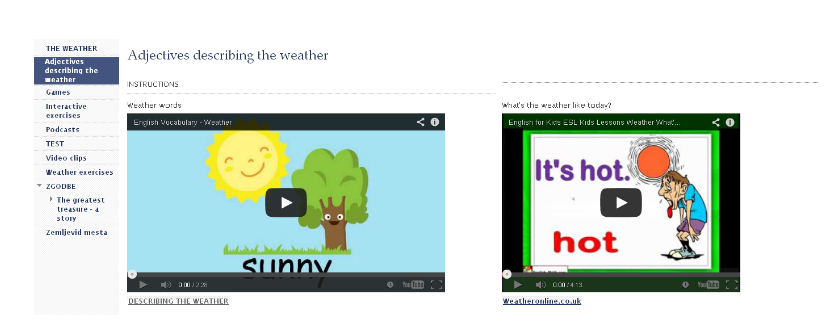 THE WEATHER
Adjectives
describing the
weather
Games
Interactive
exercises
Podcasts
TEST
Video clips
Weather exercises
ZGODBE
The greatest
treasure - a
story
Zemljevid mesta
Adjectives describing the weather
INSTRUCTIONS
Weather words
English Vocabulary - Weather
sunny
0:00 / 2:28
YouTube
DESCRIBING THE WEATHER
What's the weather like today?
English for Kids ESL Kids Lessons Weather What'...
It's hot.
hot
0:00 / 4:13
YouTube
Weatheronline.co.uk